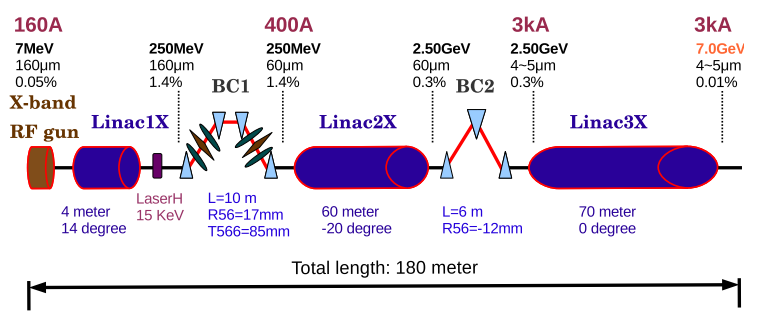 160A
400A
3kA
3kA
7MeV
160µm
0.05%
250MeV
160µm
1.4%
250MeV
60µm
1.4%
2.50GeV
60µm
0.3%
2.50GeV
4~5µm
0.3%
7.0GeV
4~5µm
0.01%
BC1
BC2
X-band
RF gun
Linac1X
Linac2X
Linac3X
4 meter
14 degree
LaserH
15 KeV
L=10 m
R56=17mm
T566=85mm
60 meter
-20 degree
L=6 m
R56=-12mm
70 meter
0 degree
Total length: 180 meter